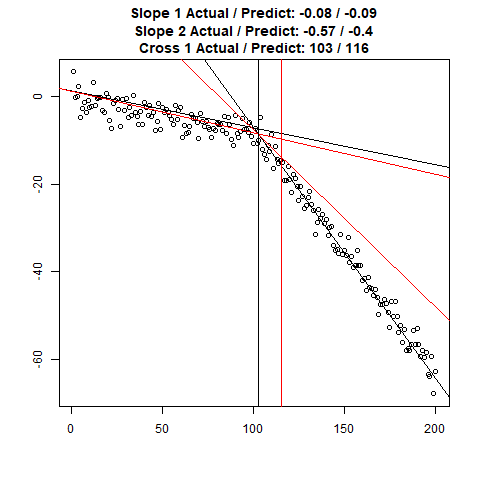 Slope 1 Actual / Predict: -0.08 / -0.09
Slope 2 Actual / Predict: -0.57 / -0.4
Cross 1 Actual / Predict: 103 / 116
0
-20
-40
-60
0 50 100 150 200